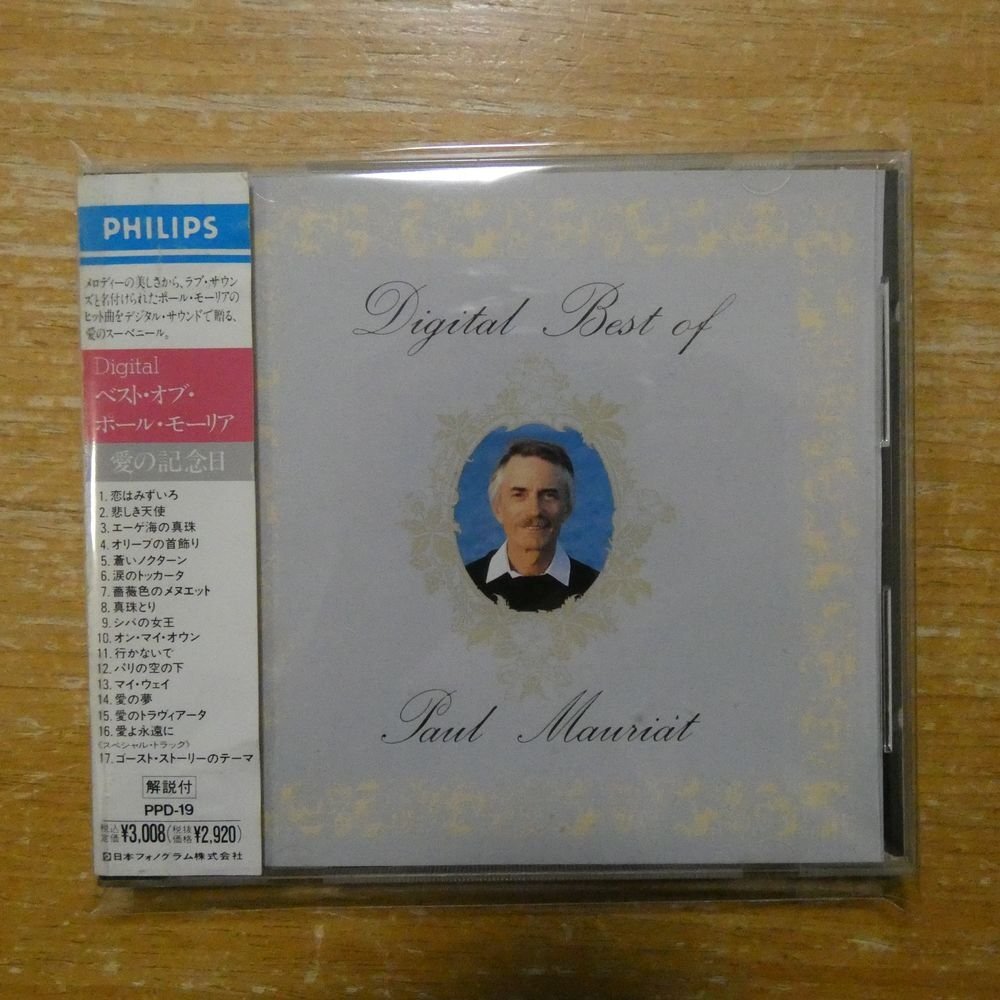 PHILIPS
メロディーの美しさから、ラブ・サウン
ズと名付けられたポール・モーリアの
ヒット曲をデジタル・サウンドで贈る、
愛のスーベニール。
Digital
ベスト・オブ・
ポール・モーリア
愛の記念日
1. 恋はみずいろ
2. 悲しき天使
3. エーゲ海の真珠
4. オリーブの首飾り
5. 蒼いノクターン
6. 涙のトッカータ
7. 薔薇色のメヌエット
8. 真珠とり
9. シバの女王
10. オン・マイ・オウン
11. 行かないで
12. パリの空の下
13. マイ・ウェイ
14. 愛の夢
15. 愛のトラヴィアータ
16. 愛よ永遠に
《スペシャル・トラック》
17. ゴースト・ストーリーのテーマ
解説付
PPD-19
税込定価¥3,008(税抜価格¥2,920)
日本フォノグラム株式会社
Digital Best of
Paul Mauriat